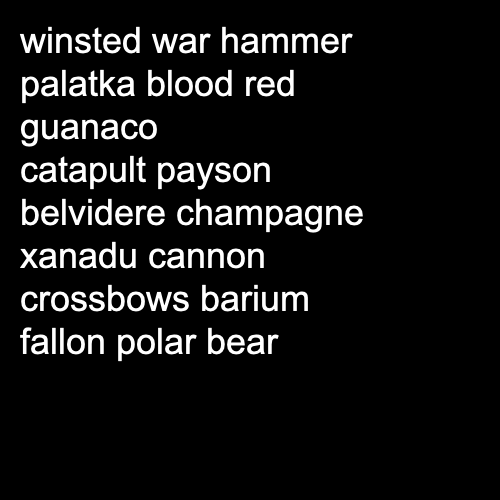 winsted war hammer
palatka blood red
guanaco
catapult payson
belvidere champagne
xanadu cannon
crossbows barium
fallon polar bear